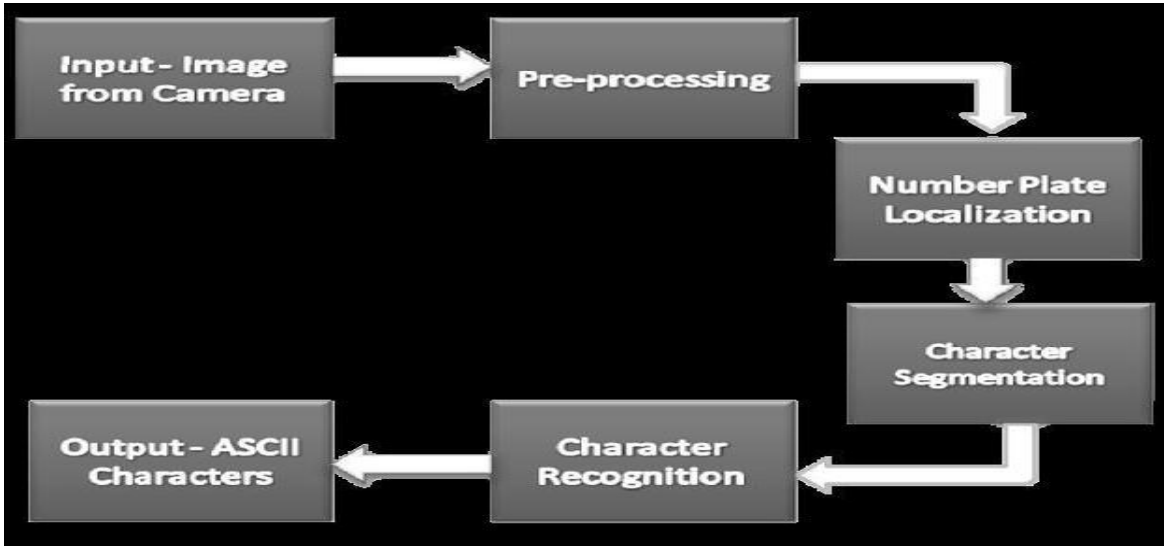 Input - Image
from Camera
Pre-processing
Number Plate
Localization
Character
Segmentation
Character
Recognition
Output - ASCII
Characters